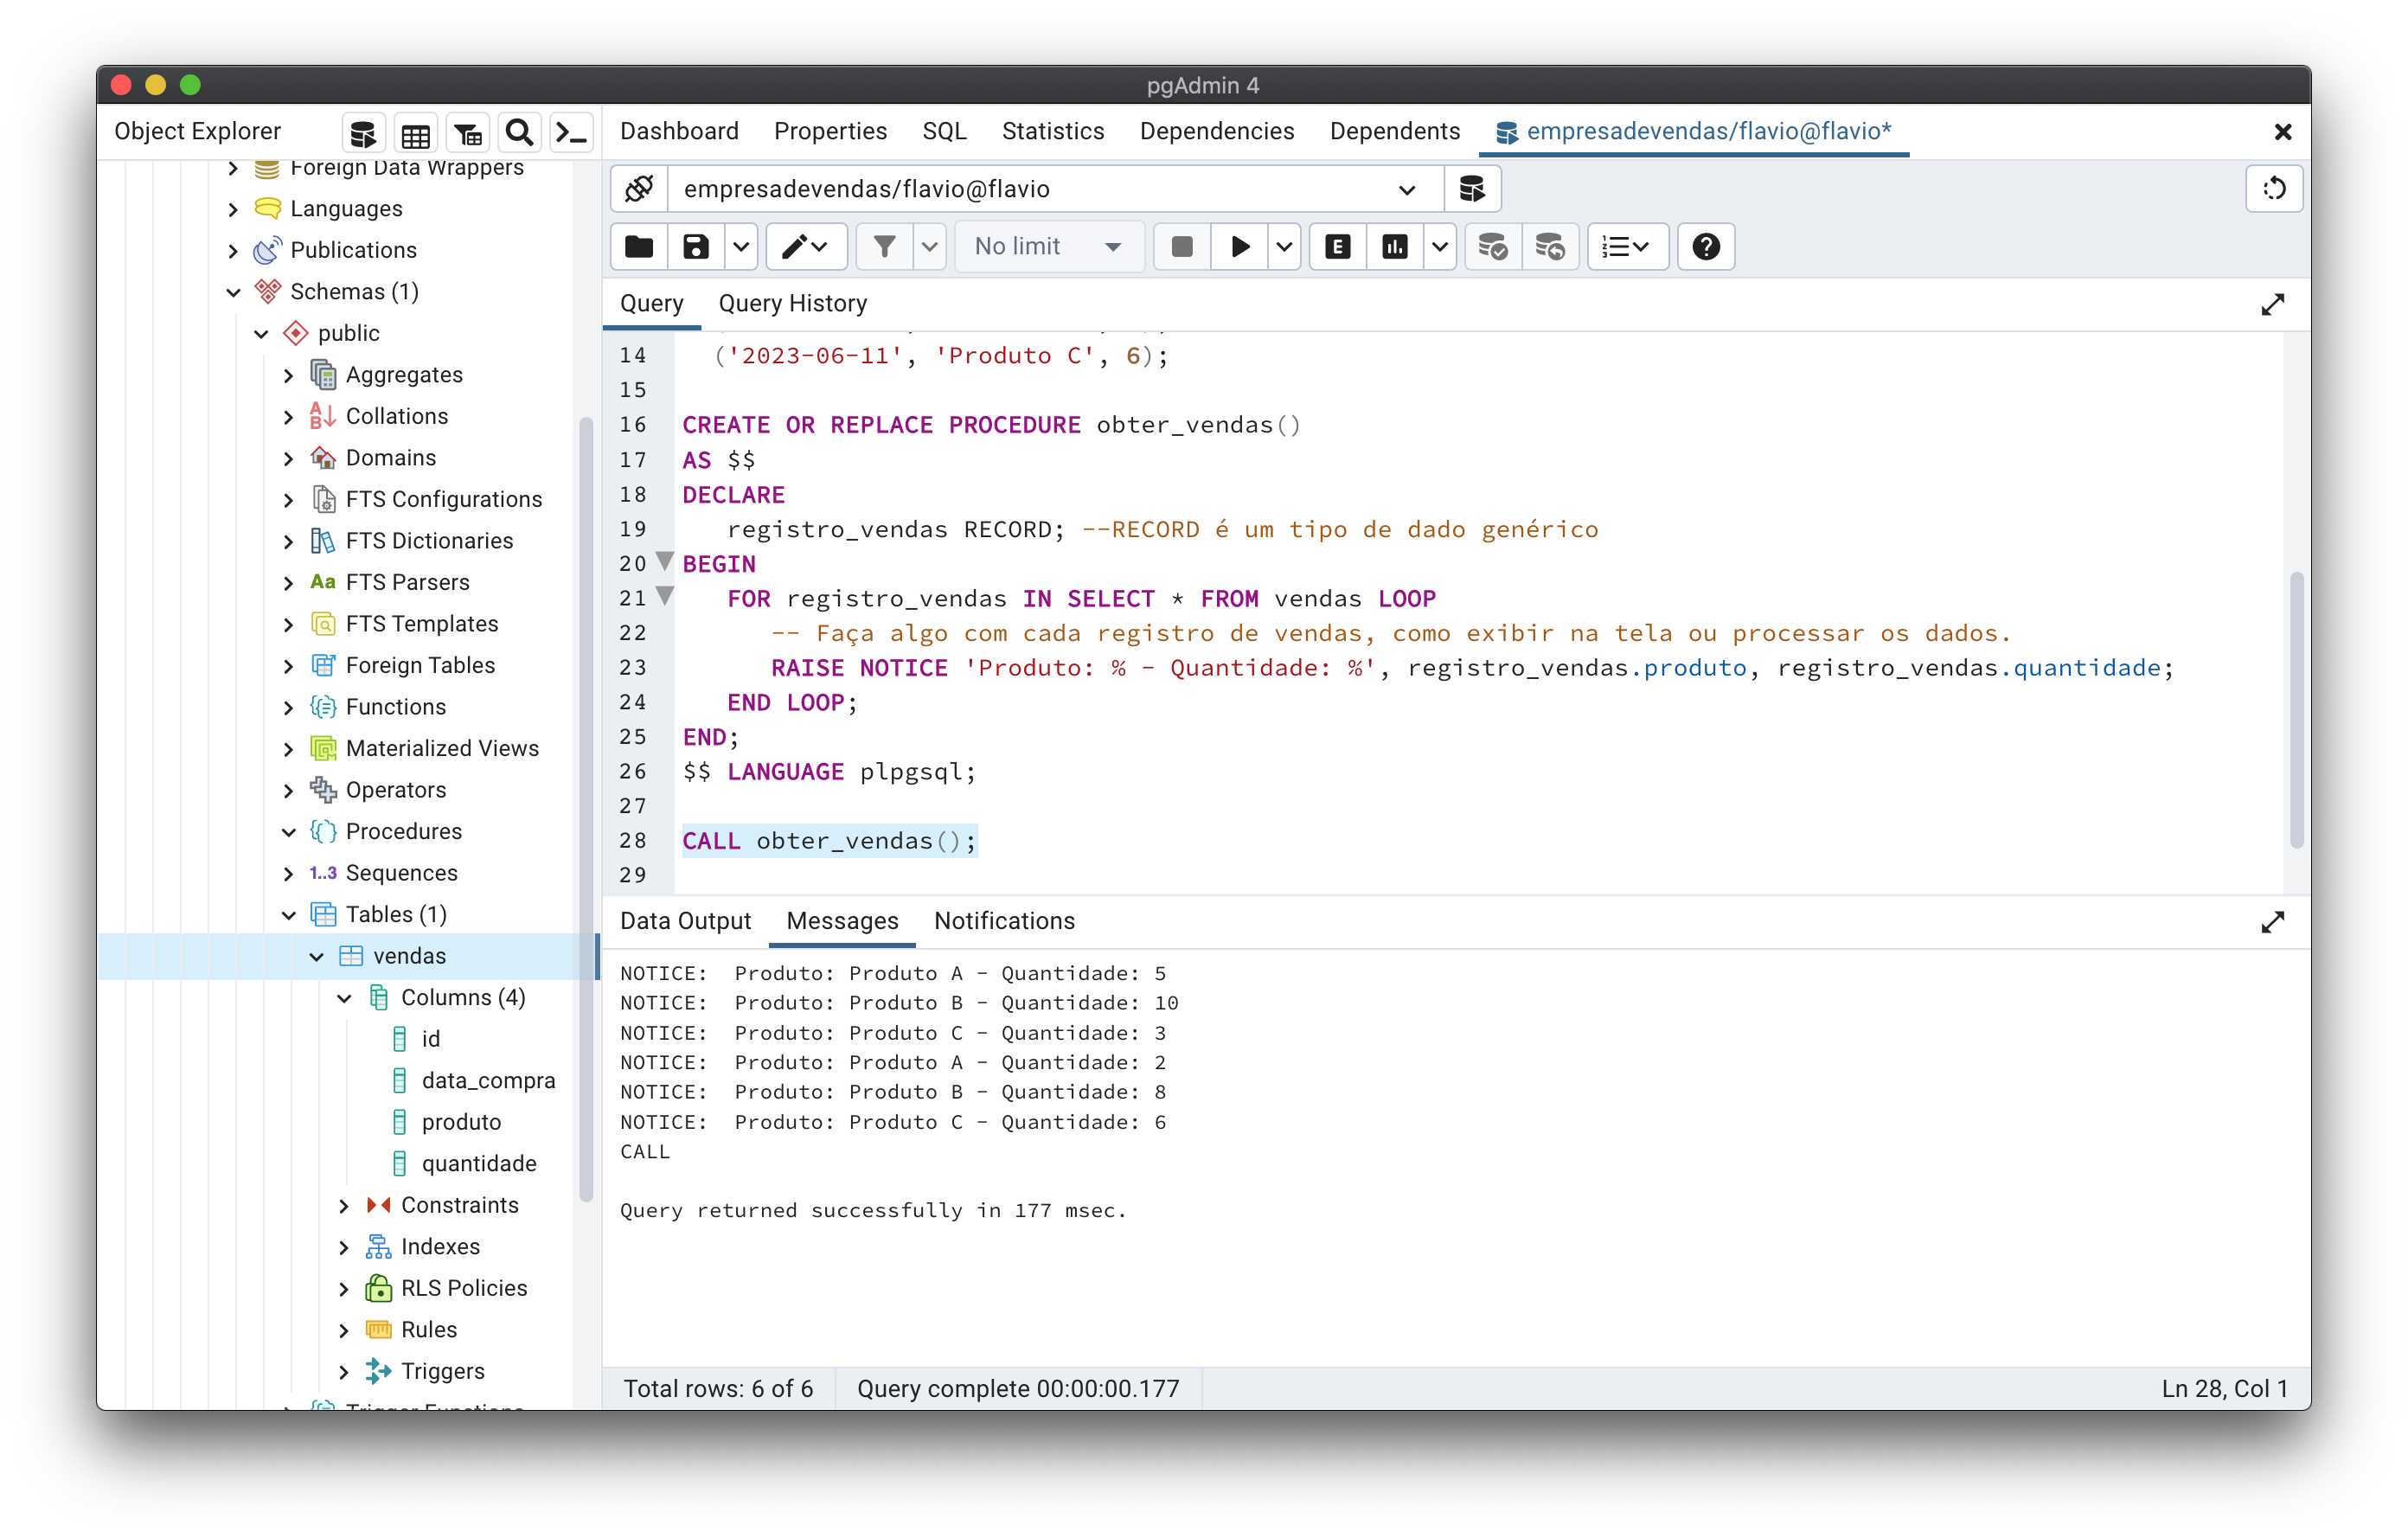 pgAdmin 4
Object Explorer
Dashboard Properties SQL Statistics Dependencies Dependents empresadevendas/flavio@flavio*
Foreign Data Wrappers
Languages
Publications
Schemas (1)
public
Aggregates
Collations
Domains
FTS Configurations
FTS Dictionaries
Aa FTS Parsers
FTS Templates
Foreign Tables
Functions
Materialized Views
Operators
Procedures
1..3 Sequences
Tables (1)
vendas
Columns (4)
id
data_compra
produto
quantidade
Constraints
Indexes
RLS Policies
Rules
Triggers
Trigger Functions
empresadevendas/flavio@flavio
No limit
E
Query Query History
14 ('2023-06-11', 'Produto C', 6);
15
16 CREATE OR REPLACE PROCEDURE obter_vendas()
17 AS $$
18 DECLARE
19 registro_vendas RECORD; --RECORD é um tipo de dado genérico
20 BEGIN
21 FOR registro_vendas IN SELECT * FROM vendas LOOP
22 -- Faça algo com cada registro de vendas, como exibir na tela ou processar os dados.
23 RAISE NOTICE 'Produto: % - Quantidade: %', registro_vendas.produto, registro_vendas.quantidade;
24 END LOOP;
25 END;
26 $$ LANGUAGE plpgsql;
27
28 CALL obter_vendas();
29
Data Output Messages Notifications
NOTICE: Produto: Produto A - Quantidade: 5
NOTICE: Produto: Produto B - Quantidade: 10
NOTICE: Produto: Produto C - Quantidade: 3
NOTICE: Produto: Produto A - Quantidade: 2
NOTICE: Produto: Produto B - Quantidade: 8
NOTICE: Produto: Produto C - Quantidade: 6
CALL
Query returned successfully in 177 msec.
Total rows: 6 of 6 Query complete 00:00:00.177 Ln 28, Col 1